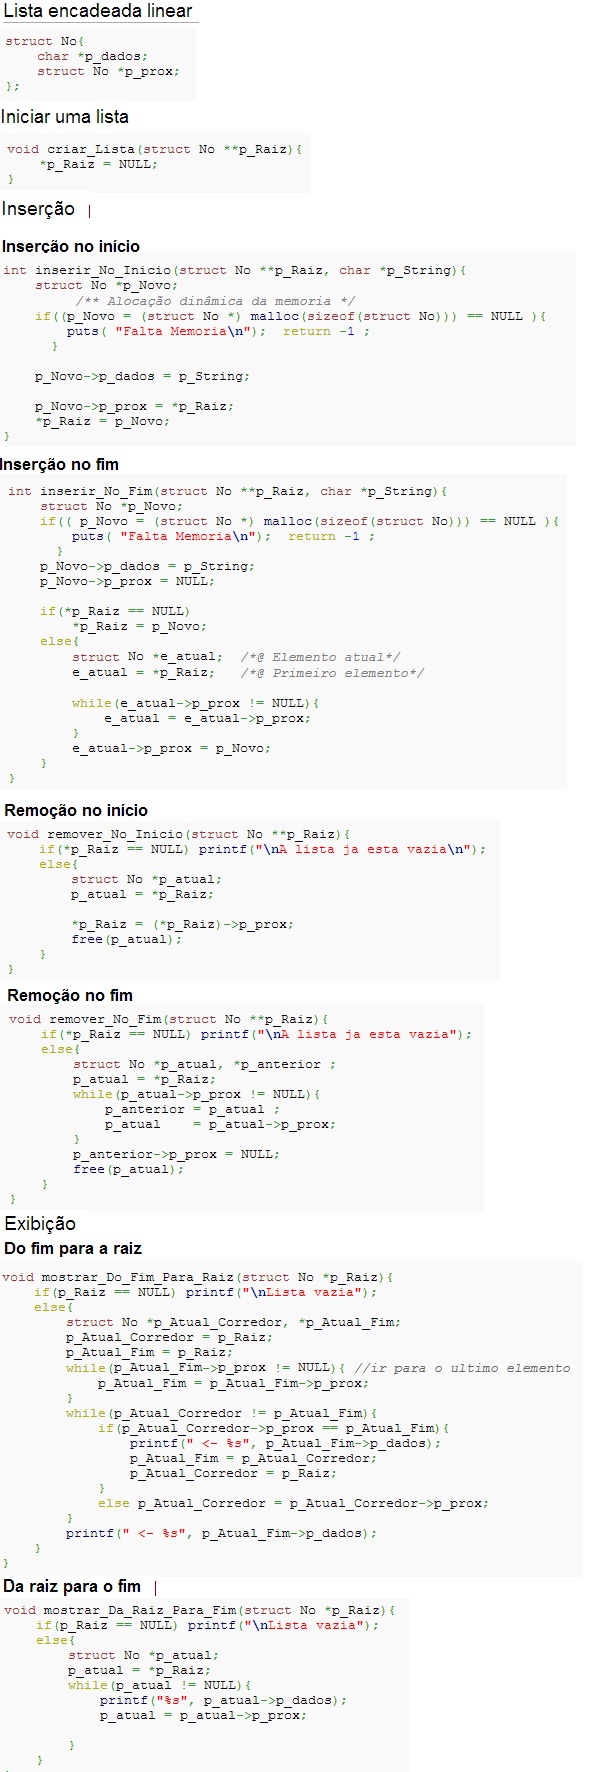 Lista encadeada linear
struct No{
    char *p_dados;
    struct No *p_prox;
};
Iniciar uma lista
void criar_Lista(struct No **p_Raiz){
    *p_Raiz = NULL;
}
Inserção
Inserção no início
int inserir_No_Inicio(struct No **p_Raiz, char *p_String){
    struct No *p_Novo;
         /** Alocação dinâmica da memoria */
    if((p_Novo = (struct No *) malloc(sizeof(struct No))) == NULL ){
        puts( "Falta Memoria\n");  return -1 ;
      }
    p_Novo->p_dados = p_String;
    p_Novo->p_prox = *p_Raiz;
    *p_Raiz = p_Novo;
}
Inserção no fim
int inserir_No_Fim(struct No **p_Raiz, char *p_String){
    struct No *p_Novo;
    if(( p_Novo = (struct No *) malloc(sizeof(struct No))) == NULL ){
        puts( "Falta Memoria\n");  return -1 ;
      }
    p_Novo->p_dados = p_String;
    p_Novo->p_prox = NULL;
    if(*p_Raiz == NULL)
        *p_Raiz = p_Novo;
    else{
        struct No *e_atual;  /*@ Elemento atual*/
        e_atual = *p_Raiz;   /*@ Primeiro elemento*/
        while(e_atual->p_prox != NULL){
            e_atual = e_atual->p_prox;
        }
        e_atual->p_prox = p_Novo;
    }
}
Remoção no início
void remover_No_Inicio(struct No **p_Raiz){
    if(*p_Raiz == NULL) printf("\nA lista ja esta vazia\n");
    else{
        struct No *p_atual;
        p_atual = *p_Raiz;
        *p_Raiz = (*p_Raiz)->p_prox;
        free(p_atual);
    }
}
Remoção no fim
void remover_No_Fim(struct No **p_Raiz){
    if(*p_Raiz == NULL) printf("\nA lista ja esta vazia");
    else{
        struct No *p_atual, *p_anterior ;
        p_atual = *p_Raiz;
        while(p_atual->p_prox != NULL){
            p_anterior = p_atual ;
            p_atual    = p_atual->p_prox;
        }
        p_anterior->p_prox = NULL;
        free(p_atual);
    }
}
Exibição
Do fim para a raiz
void mostrar_Do_Fim_Para_Raiz(struct No *p_Raiz){
    if(p_Raiz == NULL) printf("\nLista vazia");
    else{
        struct No *p_Atual_Corredor, *p_Atual_Fim;
        p_Atual_Corredor = p_Raiz;
        p_Atual_Fim = p_Raiz;
        while(p_Atual_Fim->p_prox != NULL){ //ir para o ultimo elemento
            p_Atual_Fim = p_Atual_Fim->p_prox;
        }
        while(p_Atual_Corredor != p_Atual_Fim){
            if(p_Atual_Corredor->p_prox == p_Atual_Fim){
                printf(" <- %s", p_Atual_Fim->p_dados);
                p_Atual_Fim = p_Atual_Corredor;
                p_Atual_Corredor = p_Raiz;
            }
            else p_Atual_Corredor = p_Atual_Corredor->p_prox;
        }
        printf(" <- %s", p_Atual_Fim->p_dados);
    }
}
Da raiz para o fim
void mostrar_Da_Raiz_Para_Fim(struct No *p_Raiz){
    if(p_Raiz == NULL) printf("\nLista vazia");
    else{
        struct No *p_atual;
        p_atual = *p_Raiz;
        while(p_atual != NULL){
            printf("%s", p_atual->p_dados);
            p_atual = p_atual->p_prox;
        }
    }